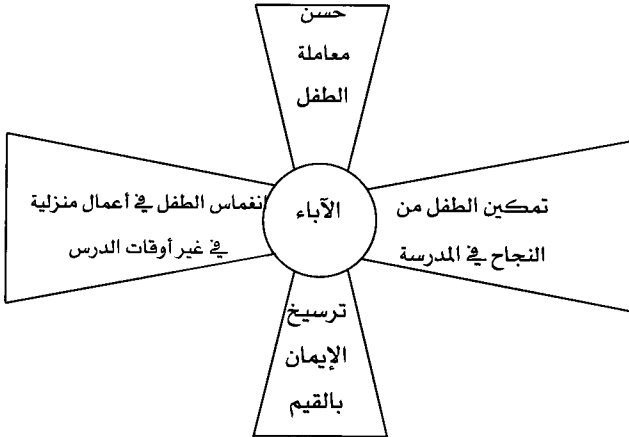 حسن
معاملة
الطفل
تمكين الطفل من
النجاح في المدرسة
الآباء
إنغماس الطفل في أعمال منزلية
في غير أوقات الدرس
ترسيخ
الإيمان
بالقيم